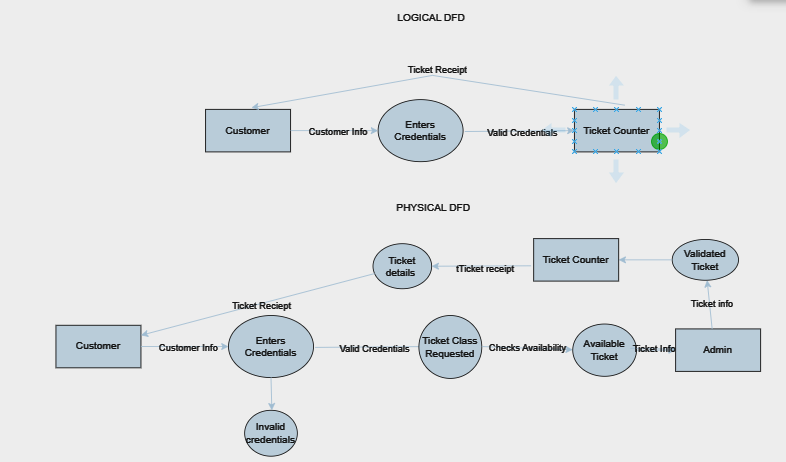 LOGICAL DFD
Ticket Receipt
Customer
Customer Info
Enters
Credentials
Valid Credentials
Ticket Counter
PHYSICAL DFD
Ticket
details
tTicket receipt
Ticket Counter
Validated
Ticket
Ticket Reciept
Ticket info
Customer
Customer Info
Enters
Credentials
Valid Credentials
Ticket Class
Requested
Checks Availability
Available
Ticket
Ticket Info
Admin
Invalid
credentials